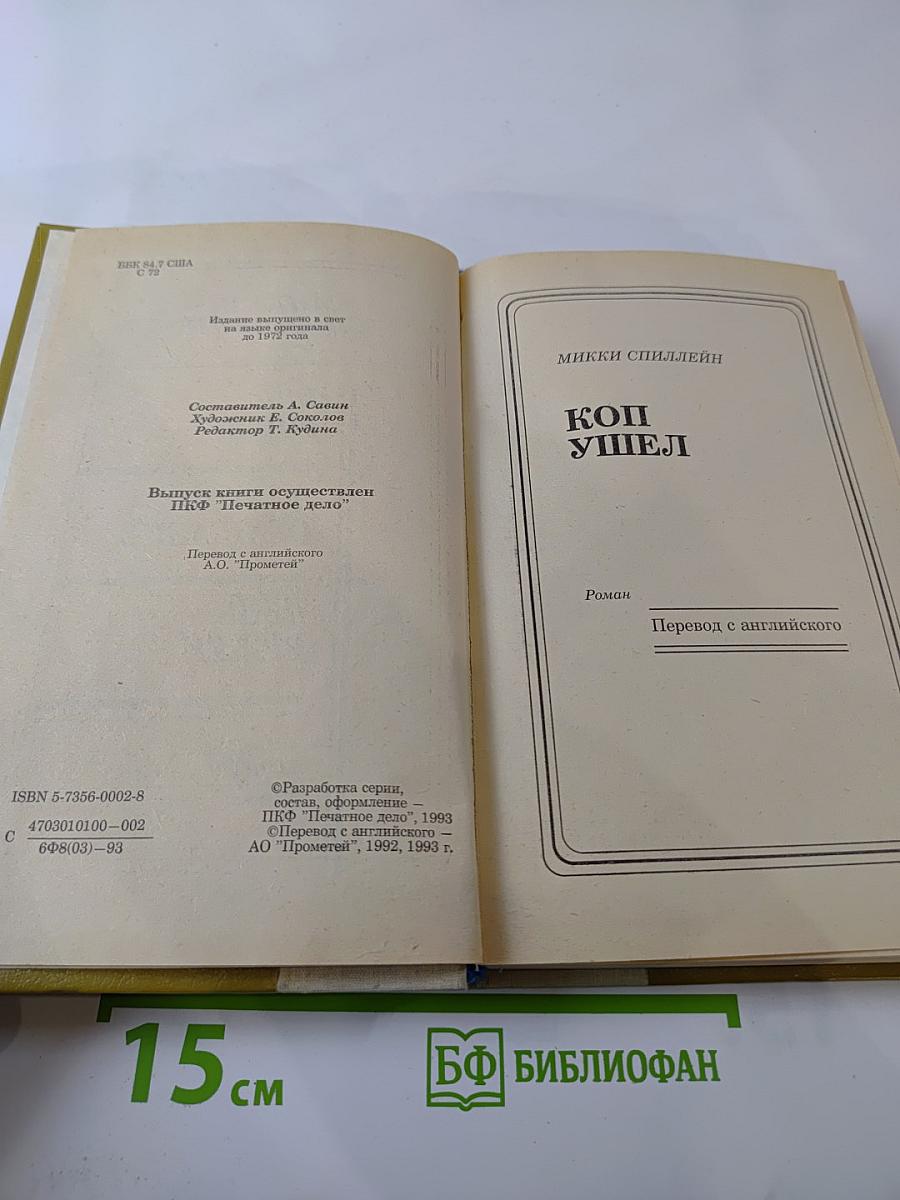 ББК 84.7 США
С 72
Издание выпущено в свет
на языке оригинала
до 1972 года
Составитель А. Савин
Художник Е. Соколов
Редактор Т. Кудина
Выпуск книги осуществлен
ПКФ "Печатное дело"
Перевод с английского
А.О. "Прометей"
ISBN 5-7356-0002-8
С 4703010100—002
6Ф8(03)—93
©Разработка серии,
состав, оформление —
ПКФ "Печатное дело", 1993
©Перевод с английского —
АО "Прометей", 1992, 1993 г.
МИККИ СПИЛЛЕЙН
КОП
УШЕЛ
Роман
Перевод с английского
15 см
БФ БИБЛИОФАН